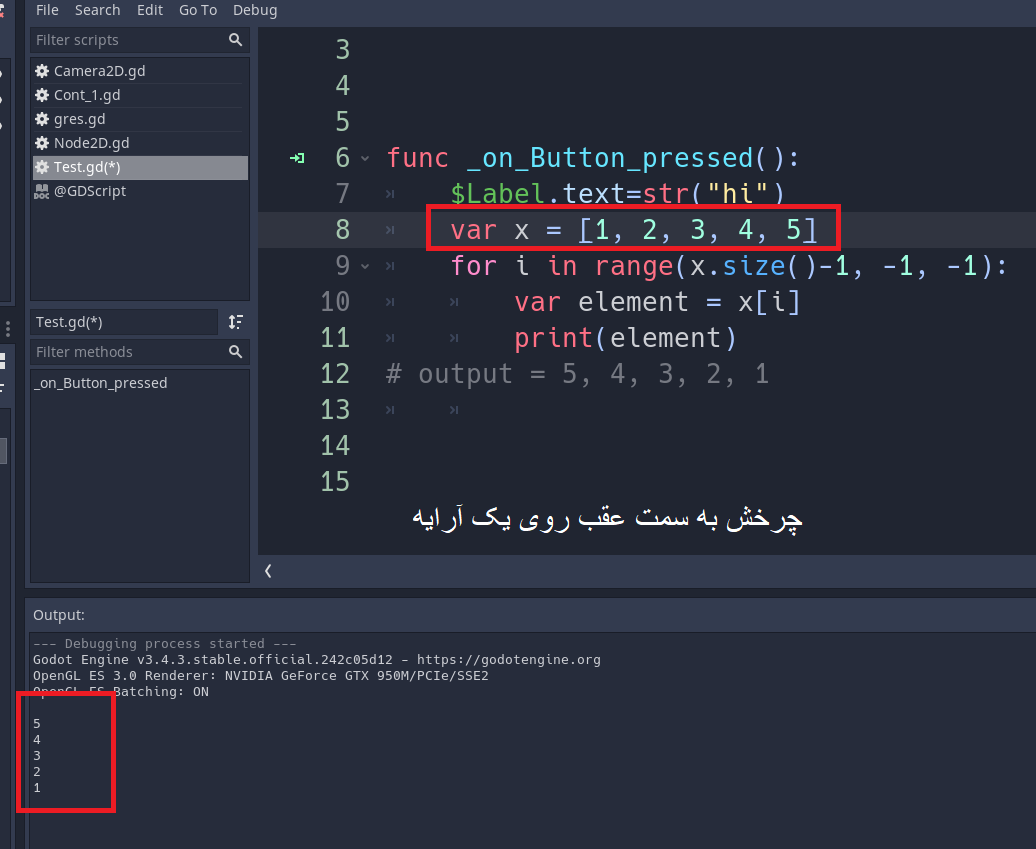 File Search Edit Go To Debug
Filter scripts
Camera2D.gd
Cont_1.gd
gres.gd
Node2D.gd
Test.gd(*)
@GDScript
Test.gd(*)
Filter methods
_on_Button_pressed
3
4
5
6 func _on_Button_pressed():
7 $Label.text=str("hi")
8 var x = [1, 2, 3, 4, 5]
9 for i in range(x.size()-1, -1, -1):
10 var element = x[i]
11 print(element)
12 # output = 5, 4, 3, 2, 1
13
14
15
چرخش به سمت عقب روی یک آرایه
Output:
--- Debugging process started ---
Godot Engine v3.4.3.stable.official.242c05d12 - https://godotengine.org
OpenGL ES 3.0 Renderer: NVIDIA GeForce GTX 950M/PCIe/SSE2
OpenGL ES Batching: ON
5
4
3
2
1